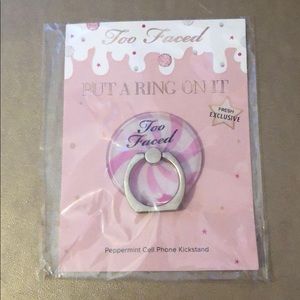 Too Faced
PUT A RING ON IT
FRESH
EXCLUSIVE
Too
Faced
Peppermint Cell Phone Kickstand